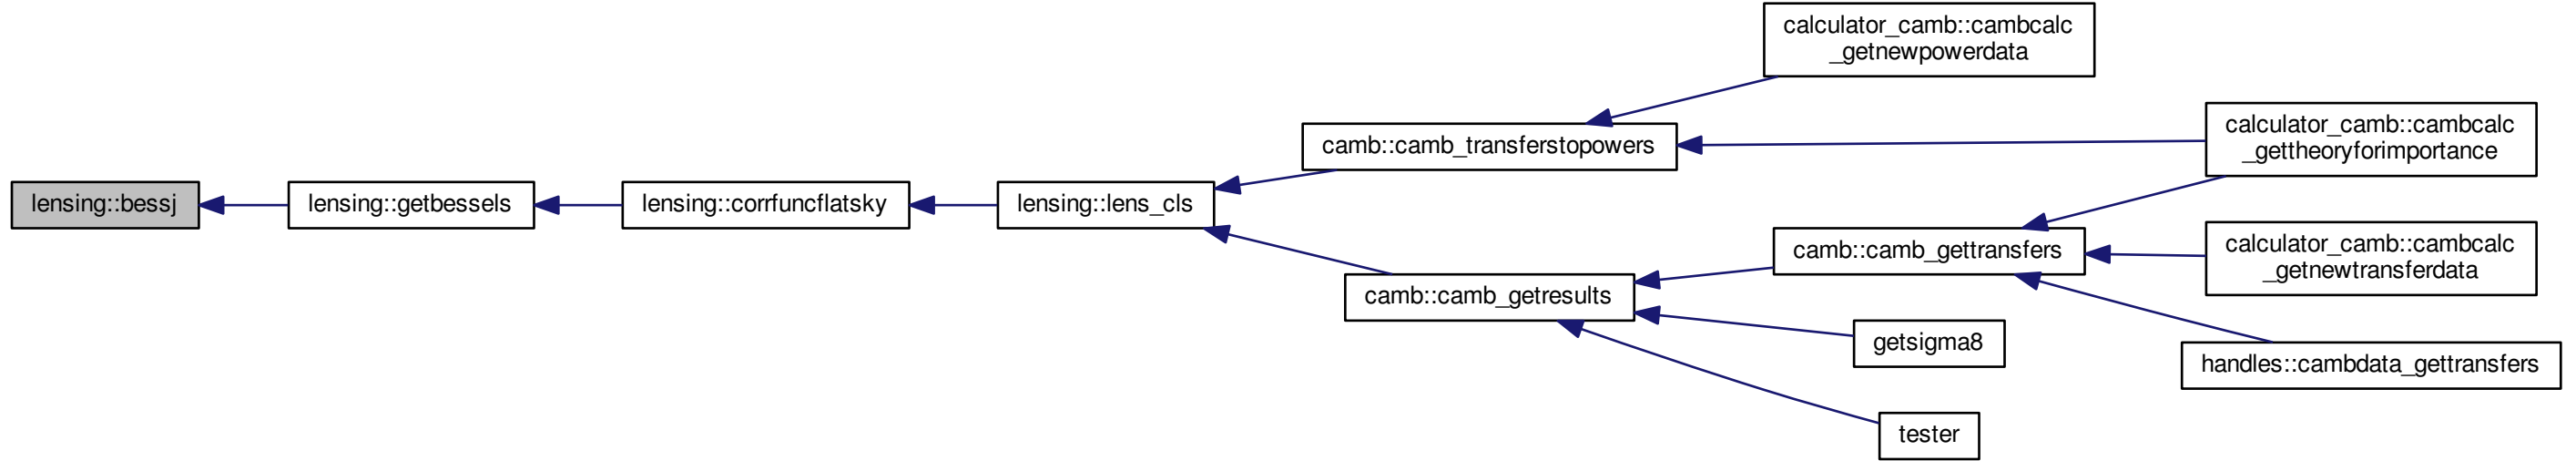 calculator_camb::cambcalc
_getnewpowerdata
calculator_camb::cambcalc
_gettheoryforimportance
camb::camb_transferstopowers
lensing::bessj
lensing::getbessels
lensing::corrfuncflatsky
lensing::lens_cls
calculator_camb::cambcalc
_getnewtransferdata
camb::camb_gettransfers
camb::camb_getresults
getsigma8
handles::cambdata_gettransfers
tester